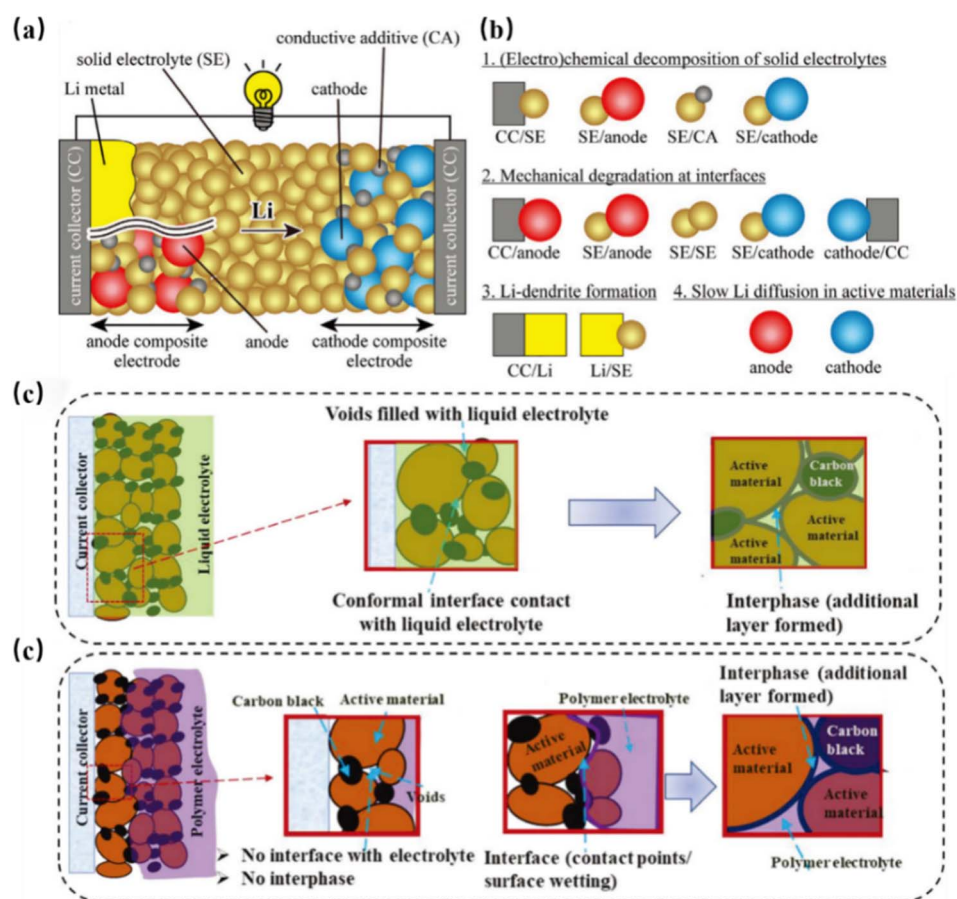 (a)
solid electrolyte (SE)
conductive additive (CA)
Li metal
cathode
current collector (CC)
Li
current collector (CC)
anode composite
electrode
anode
cathode composite
electrode
(b)
1. (Electro)chemical decomposition of solid electrolytes
CC/SE
SE/anode
SE/CA
SE/cathode
2. Mechanical degradation at interfaces
CC/anode
SE/anode
SE/SE
SE/cathode
cathode/CC
3. Li-dendrite formation
CC/Li
Li/SE
4. Slow Li diffusion in active materials
anode
cathode
(c)
Current collector
Liquid electrolyte
Voids filled with liquid electrolyte
Conformal interface contact
with liquid electrolyte
Active
material
Carbon
black
Active
material
Active
material
Interphase (additional
layer formed)
(c)
Current collector
Polymer electrolyte
Carbon black
Active material
Voids
➢ No interface with electrolyte
➢ No interphase
Polymer electrolyte
Active
material
Interface (contact points/
surface wetting)
Interphase (additional
layer formed)
Active
material
Carbon
black
Active
material
Polymer electrolyte